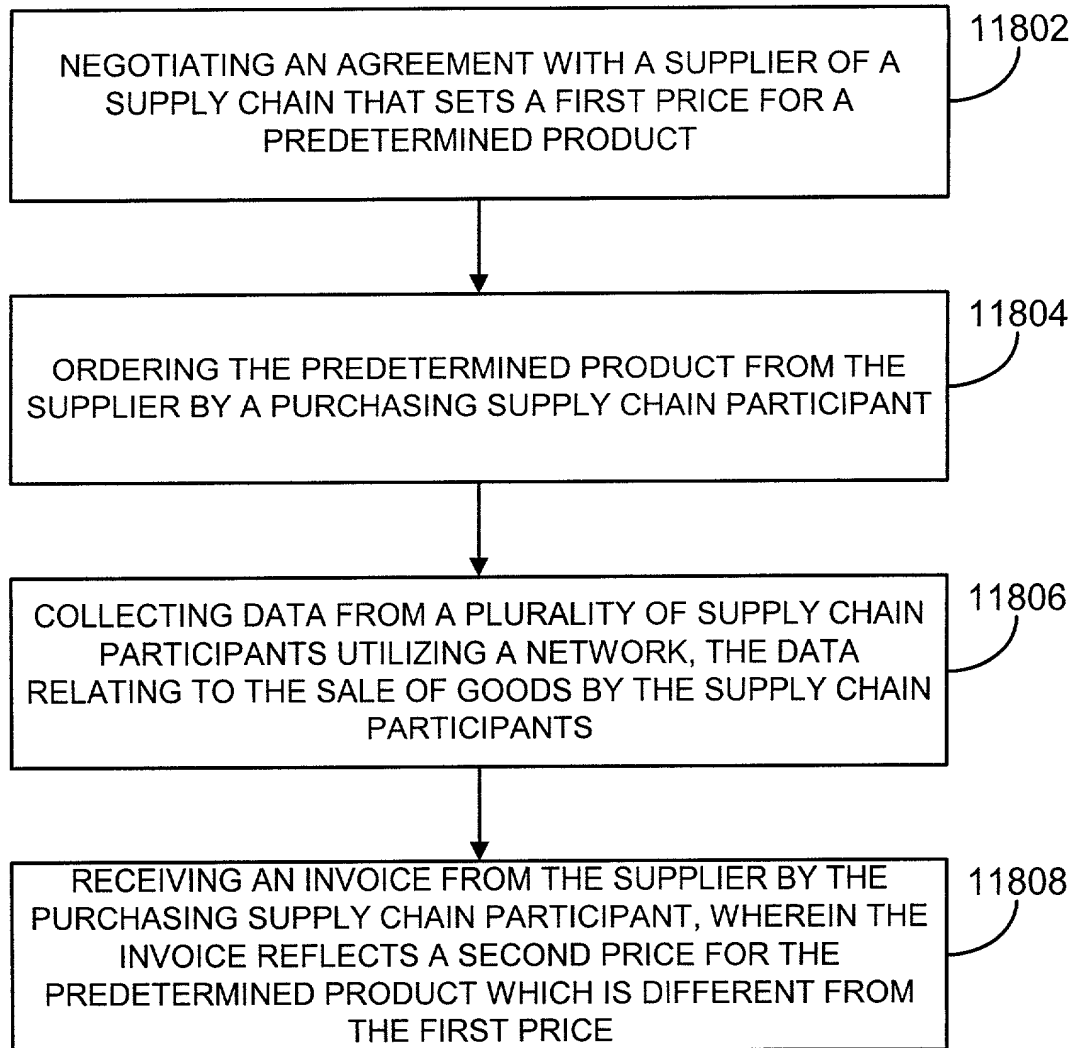 11802
NEGOTIATING AN AGREEMENT WITH A SUPPLIER OF A
SUPPLY CHAIN THAT SETS A FIRST PRICE FOR A
PREDETERMINED PRODUCT
11804
ORDERING THE PREDETERMINED PRODUCT FROM THE
SUPPLIER BY A PURCHASING SUPPLY CHAIN PARTICIPANT
11806
COLLECTING DATA FROM A PLURALITY OF SUPPLY CHAIN
PARTICIPANTS UTILIZING A NETWORK, THE DATA
RELATING TO THE SALE OF GOODS BY THE SUPPLY CHAIN
PARTICIPANTS
11808
RECEIVING AN INVOICE FROM THE SUPPLIER BY THE
PURCHASING SUPPLY CHAIN PARTICIPANT, WHEREIN THE
INVOICE REFLECTS A SECOND PRICE FOR THE
PREDETERMINED PRODUCT WHICH IS DIFFERENT FROM
THE FIRST PRICE